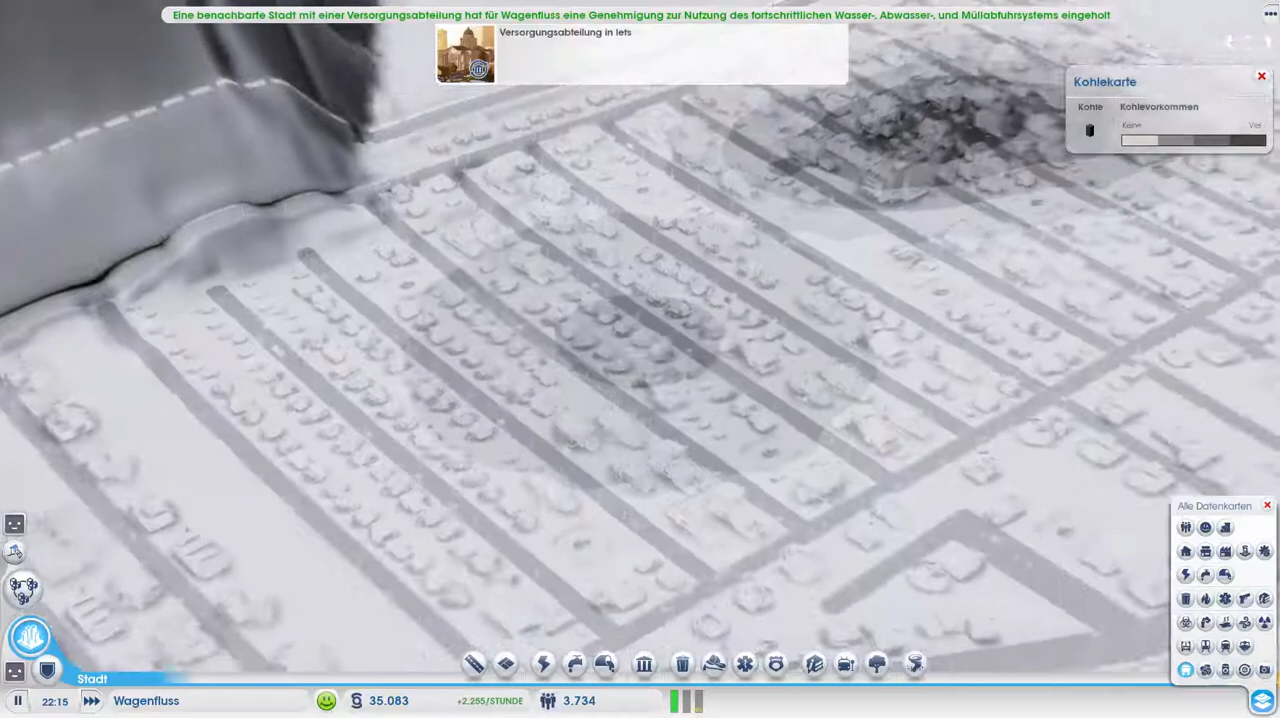 Eine benachbarte Stadt mit einer Versorgungsabteilung hat für Wagenfluss eine Genehmigung zur Nutzung des fortschrittlichen Wasser-, Abwasser-, und Müllabfuhrsystems eingeholt
Versorgungsabteilung in lets
Kohlekarte
Kohle Kohlevorkommen
Keine Viel
Alle Datenkarten
Stadt
22:15 Wagenfluss 35.083 +2,255/STUNDE 3.734